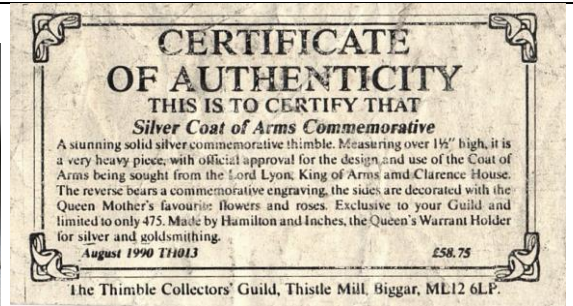 CERTIFICATE
OF AUTHENTICITY
THIS IS TO CERTIFY THAT
Silver Coat of Arms Commemorative
A stunning solid silver commemorative thimble. Measuring over 1½" high, it is
a very heavy piece, with official approval for the design and use of the Coat of
Arms being sought from the Lord Lyon, King of Arms amd Clarence House.
The reverse bears a commemorative engraving, the sides are decorated with the
Queen Mother's favourite flowers and roses. Exclusive to your Guild and
limited to only 475. Made by Hamilton and Inches, the Queen's Warrant Holder
for silver and goldsmithing.
August 1990 TH013 £58.75
The Thimble Collectors' Guild, Thistle Mill, Biggar, ML12 6LP.